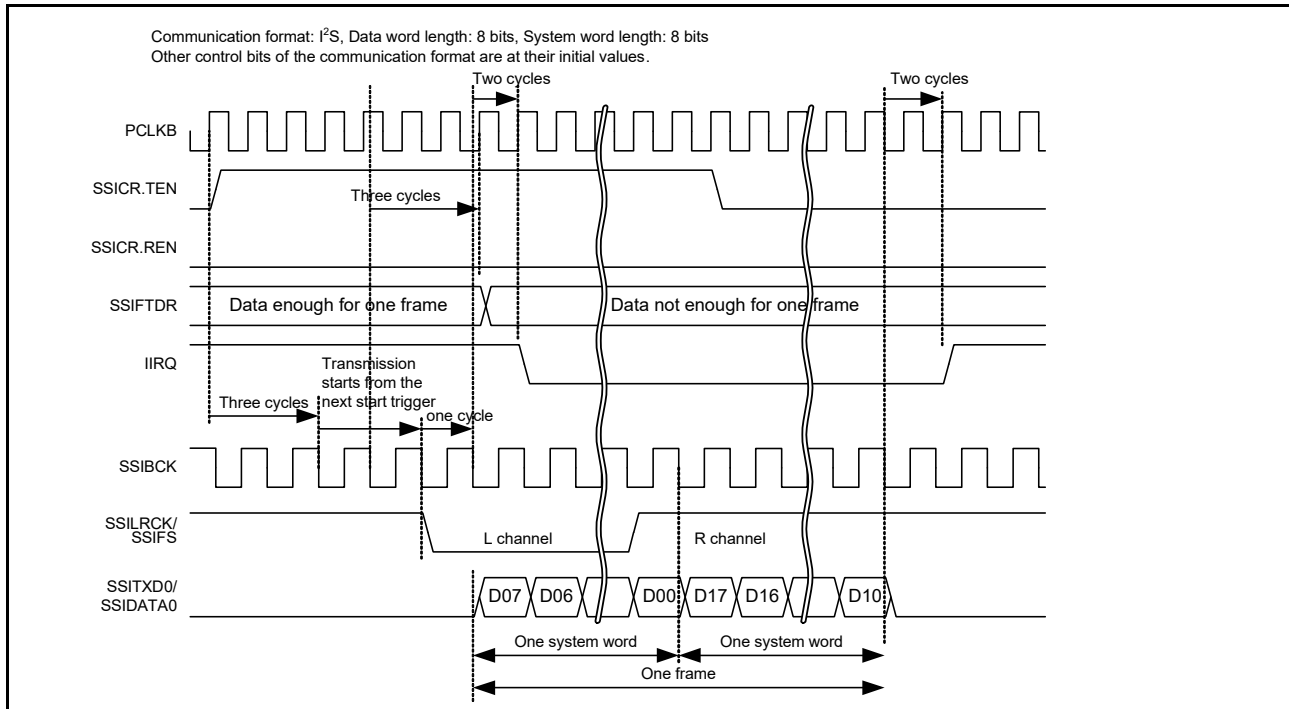 Communication format: I²S, Data word length: 8 bits, System word length: 8 bits
Other control bits of the communication format are at their initial values.
Two cycles
Two cycles
PCLKB
SSICR.TEN
Three cycles
SSICR.REN
SSIFTDR
Data enough for one frame
Data not enough for one frame
IIRQ
Transmission
starts from the
next start trigger
Three cycles
one cycle
SSIBCK
SSILRCK/
SSIFS
L channel
R channel
SSITXD0/
SSIDATA0
D07
D06
D00
D17
D16
D10
One system word
One system word
One frame